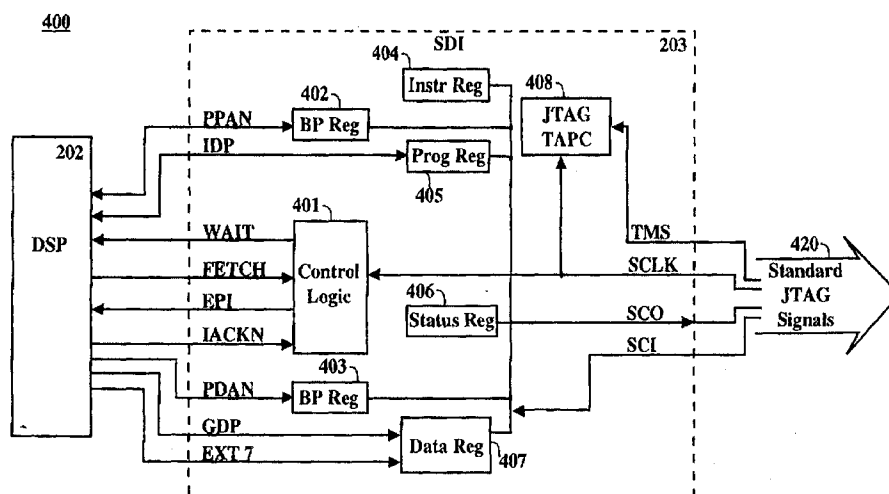 400
SDI
203
404
Instr Reg
402
408
JTAG
TAPC
PPAN
BP Reg
IDP
Prog Reg
202
405
401
DSP
WAIT
TMS
FETCH
Control
Logic
SCLK
420
Standard
JTAG
Signals
406
EPI
Status Reg
SCO
IACKN
403
SCI
PDAN
BP Reg
GDP
Data Reg
EXT 7
407